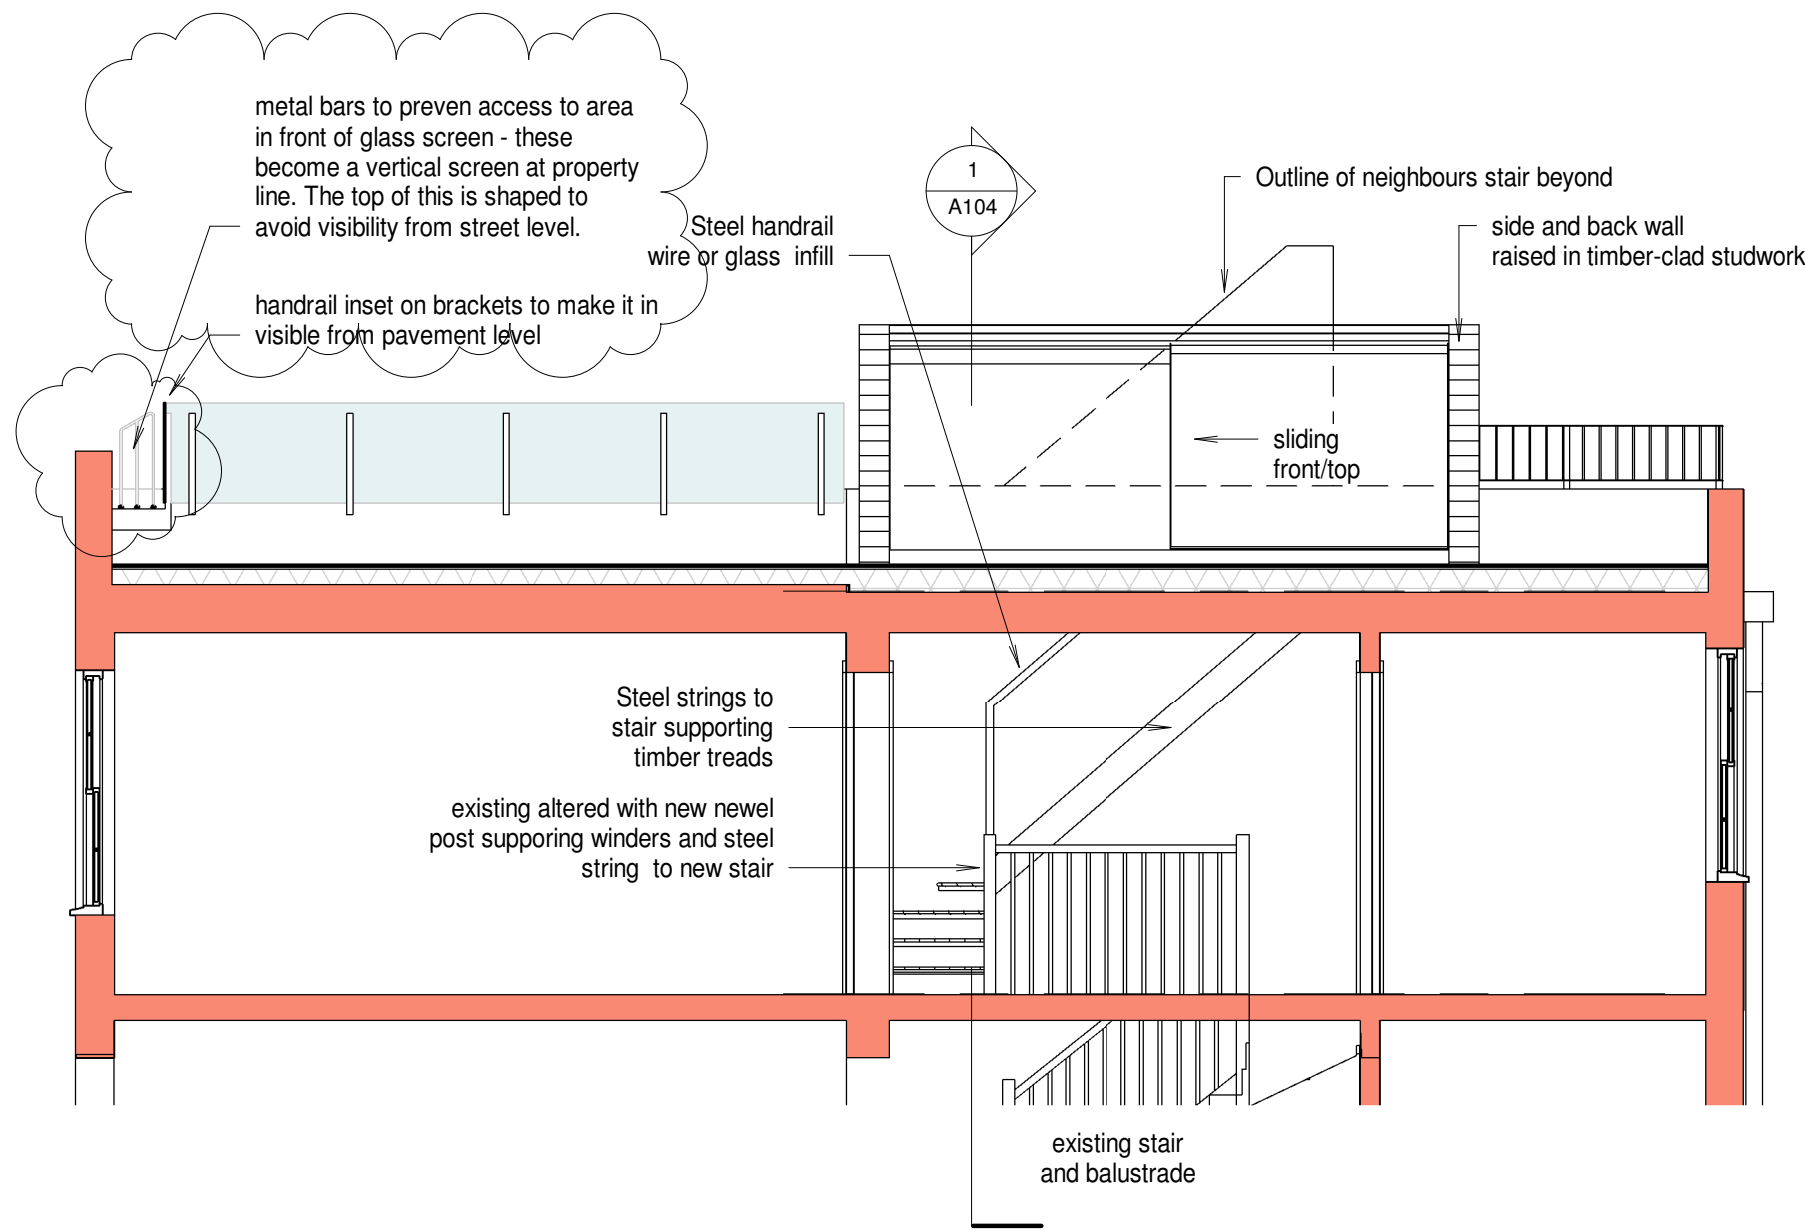 metal bars to preven access to area
in front of glass screen - these
become a vertical screen at property
line. The top of this is shaped to
avoid visibility from street level.
handrail inset on brackets to make it in
visible from pavement level
Steel handrail
wire or glass infill
1
A104
Outline of neighbours stair beyond
side and back wall
raised in timber-clad studwork
sliding
front/top
Steel strings to
stair supporting
timber treads
existing altered with new newel
post supporing winders and steel
string to new stair
existing stair
and balustrade